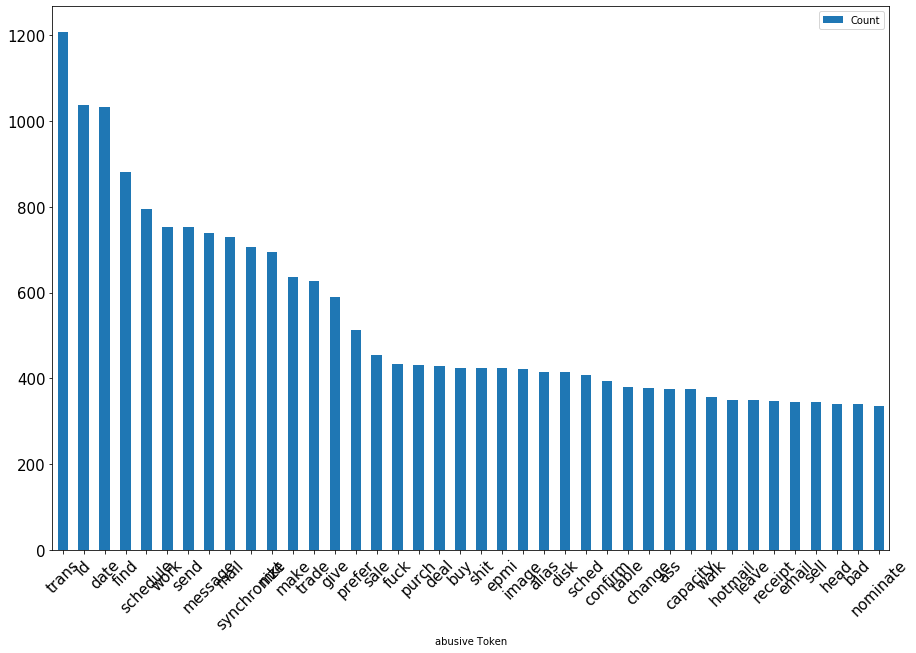 Count
1200
1000
800
600
400
200
0
trans
id
date
find
schedule
work
send
message
mail
synchronize
make
trade
give
prefer
sale
fuck
purch
deal
buy
shit
epmi
image
alias
disk
sched
confirm
table
change
ass
capacity
walk
hotmail
leave
receipt
email
sell
head
bad
nominate
abusive Token